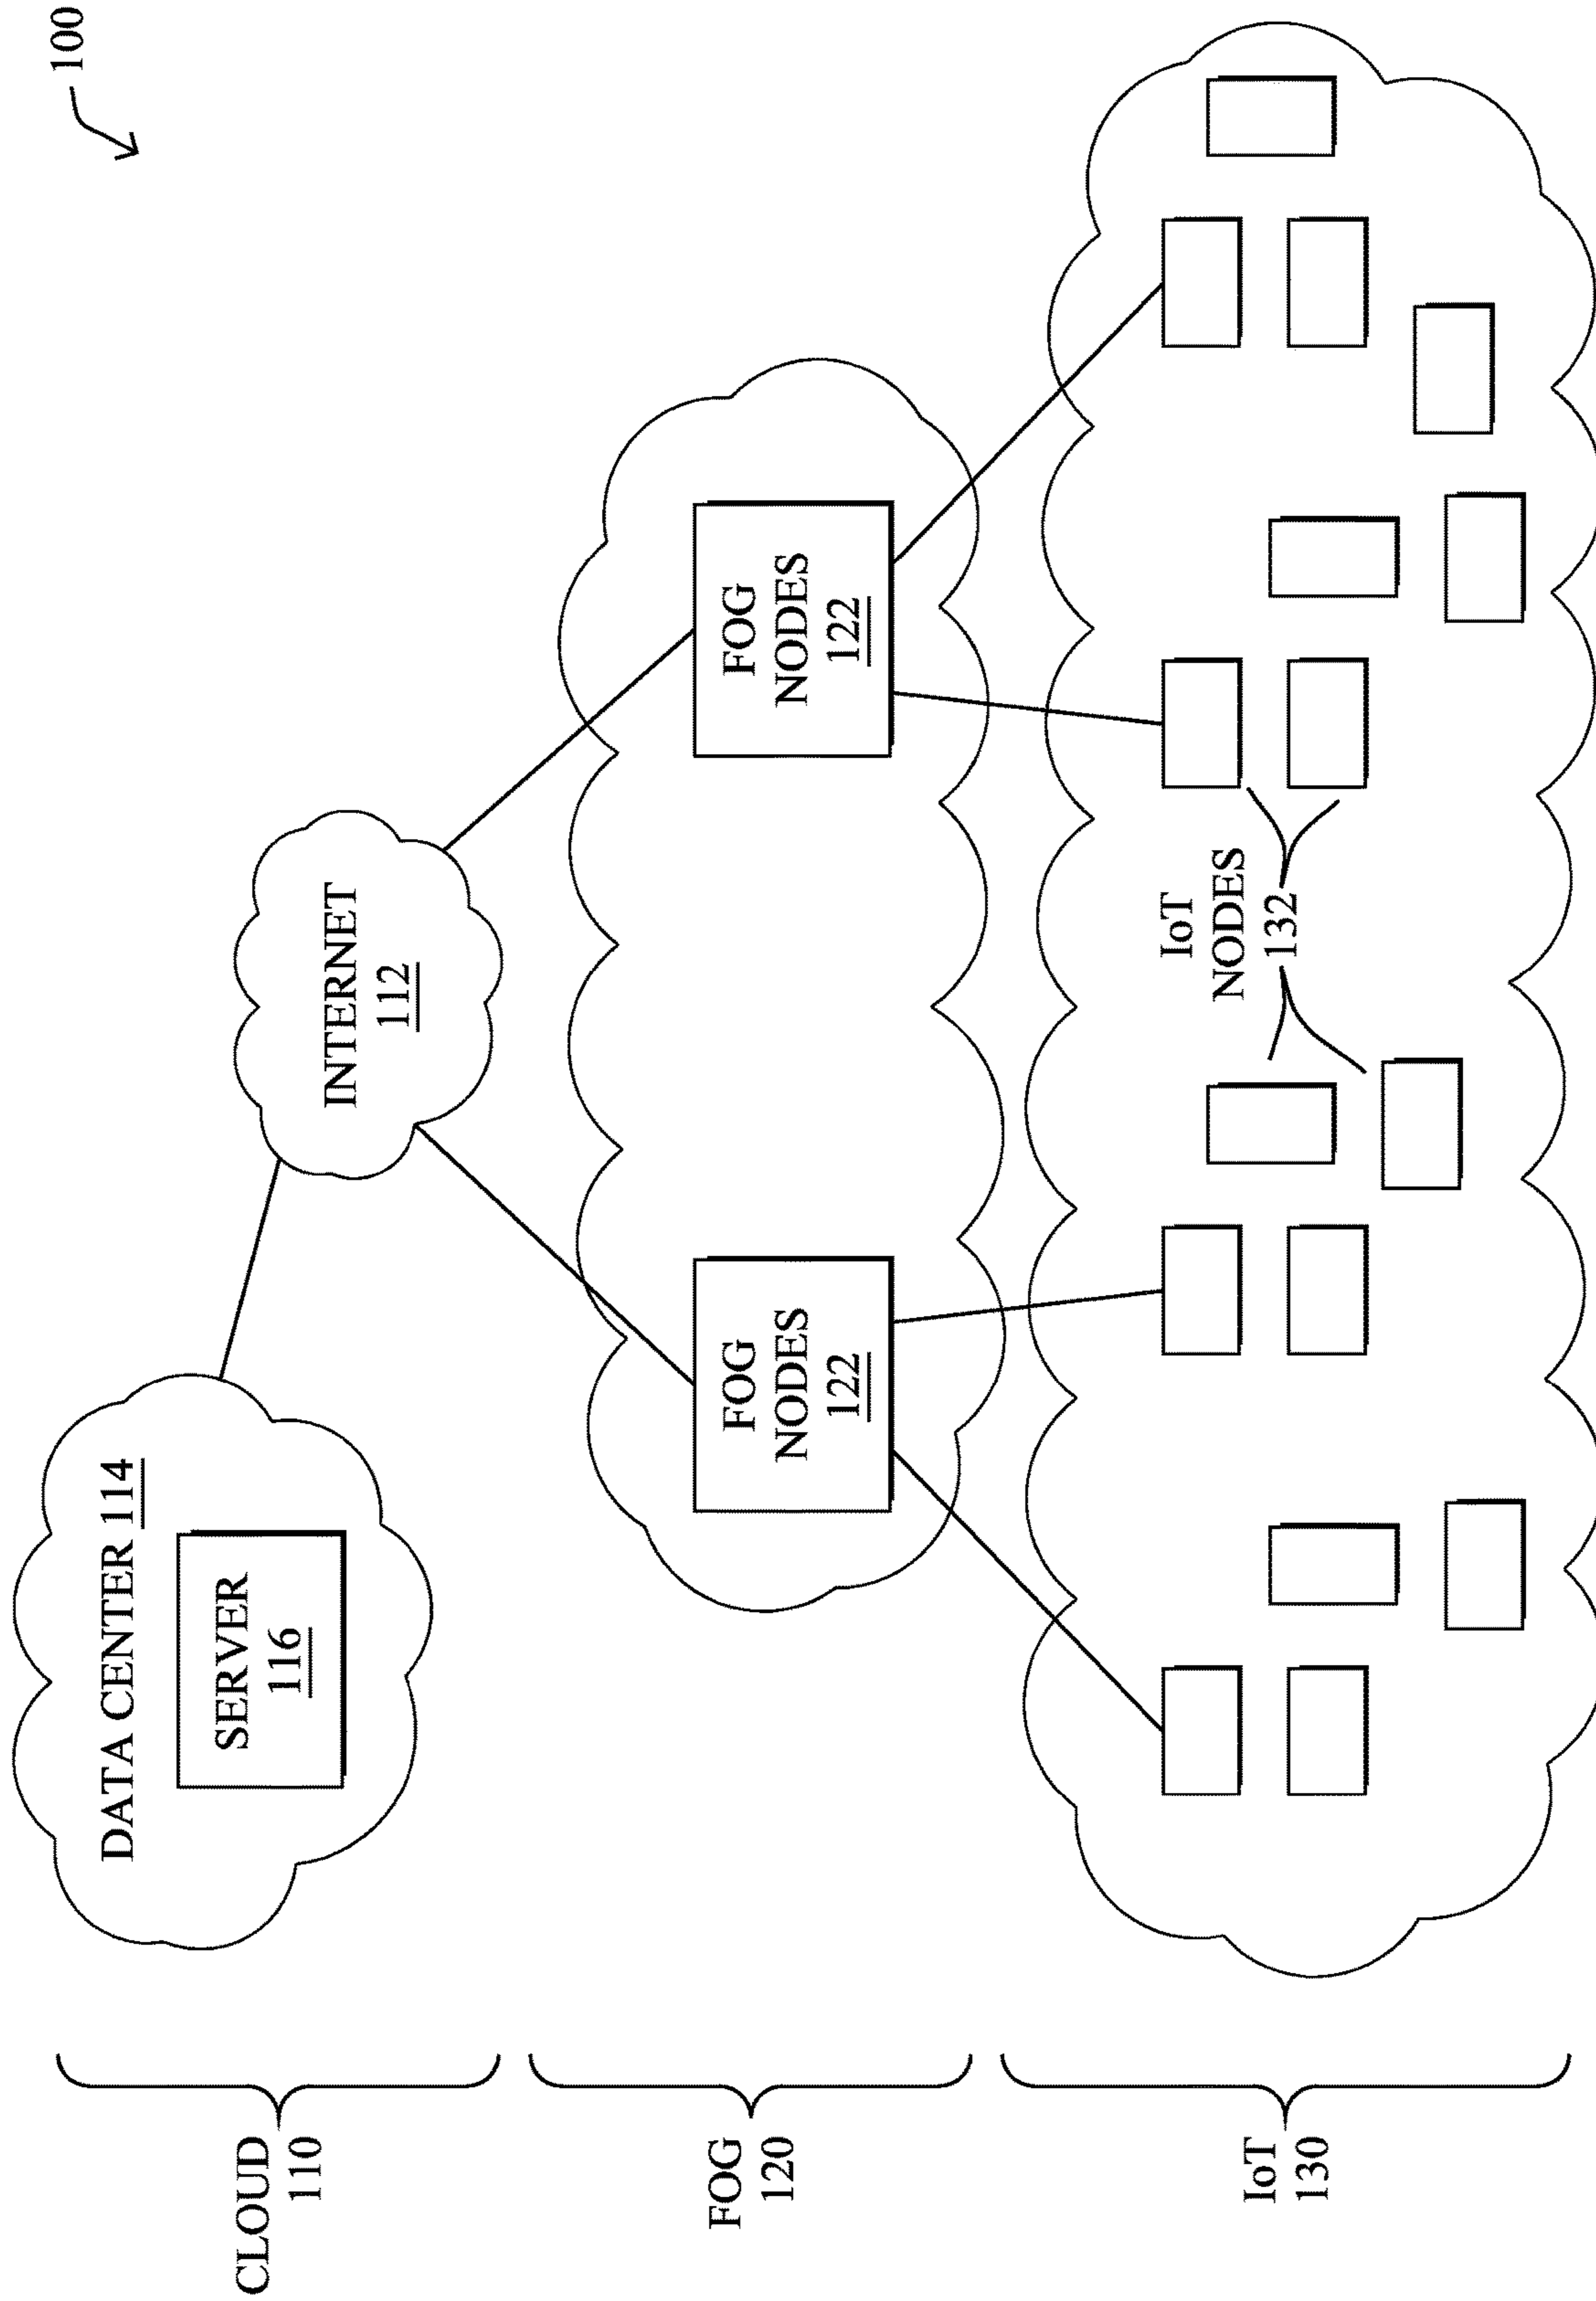 100
CLOUD
110
DATA CENTER 114
SERVER
116
INTERNET
112
FOG
120
FOG
NODES
122
FOG
NODES
122
IoT
130
IoT
NODES
132